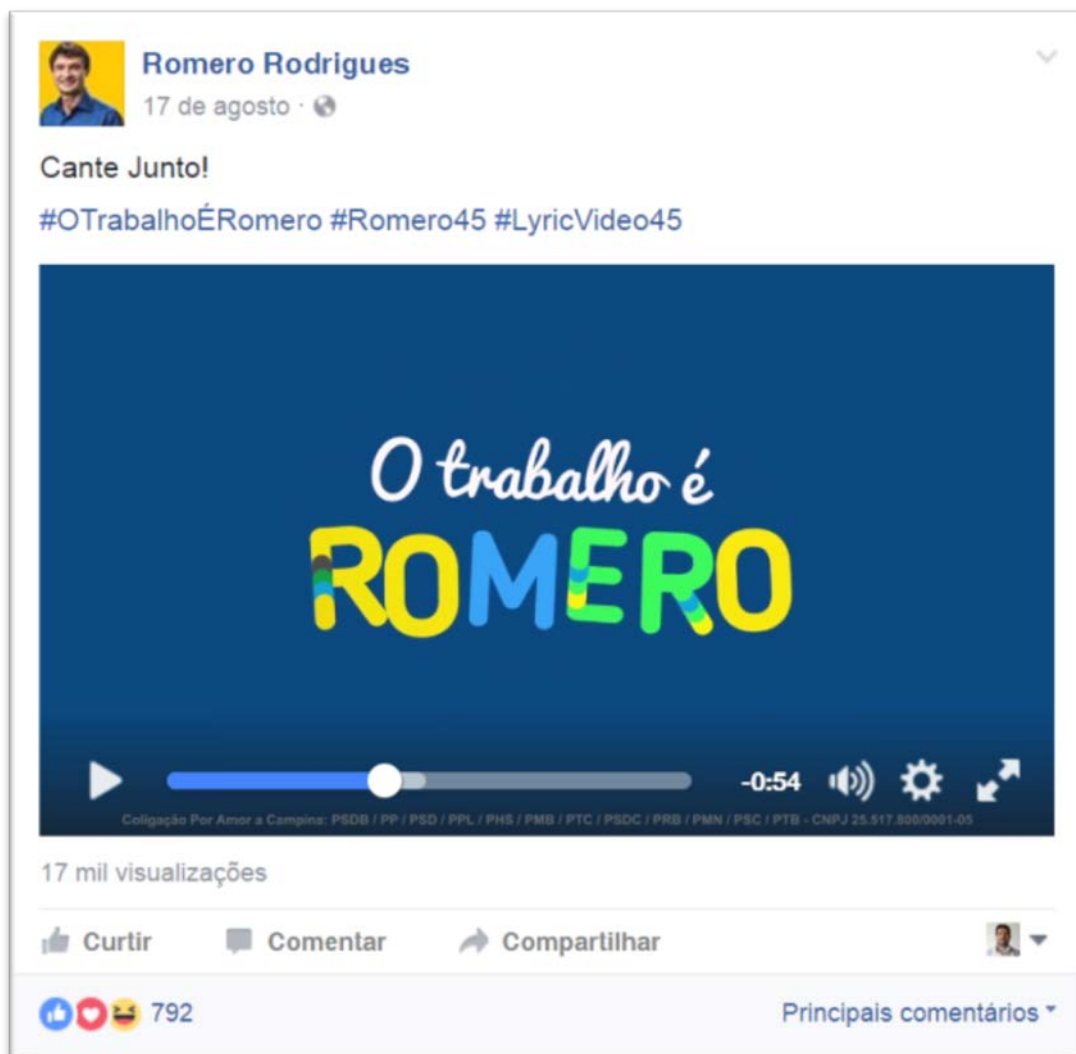 Romero Rodrigues
17 de agosto ·
Cante Junto!
#OTrabalhoÉRomero #Romero45 #LyricVideo45
O trabalho é
ROMERO
-0:54
Coligação Por Amor a Campina: PSDB / PP / PSD / PPL / PHS / PMB / PTC / PSDC / PRB / PMN / PSC / PTB - CNPJ 25.517.800/0001-05
17 mil visualizações
Curtir Comentar Compartilhar
792 Principais comentários